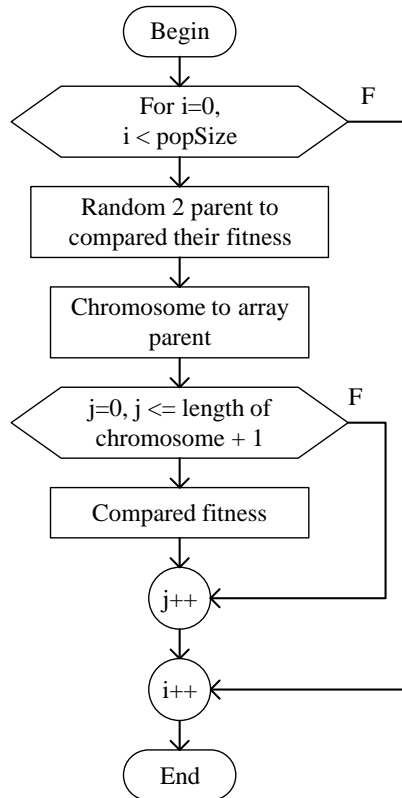 Begin
For i=0,
i < popSize
F
Random 2 parent to
compared their fitness
Chromosome to array
parent
j=0, j <= length of
chromosome + 1
F
Compared fitness
j++
i++
End